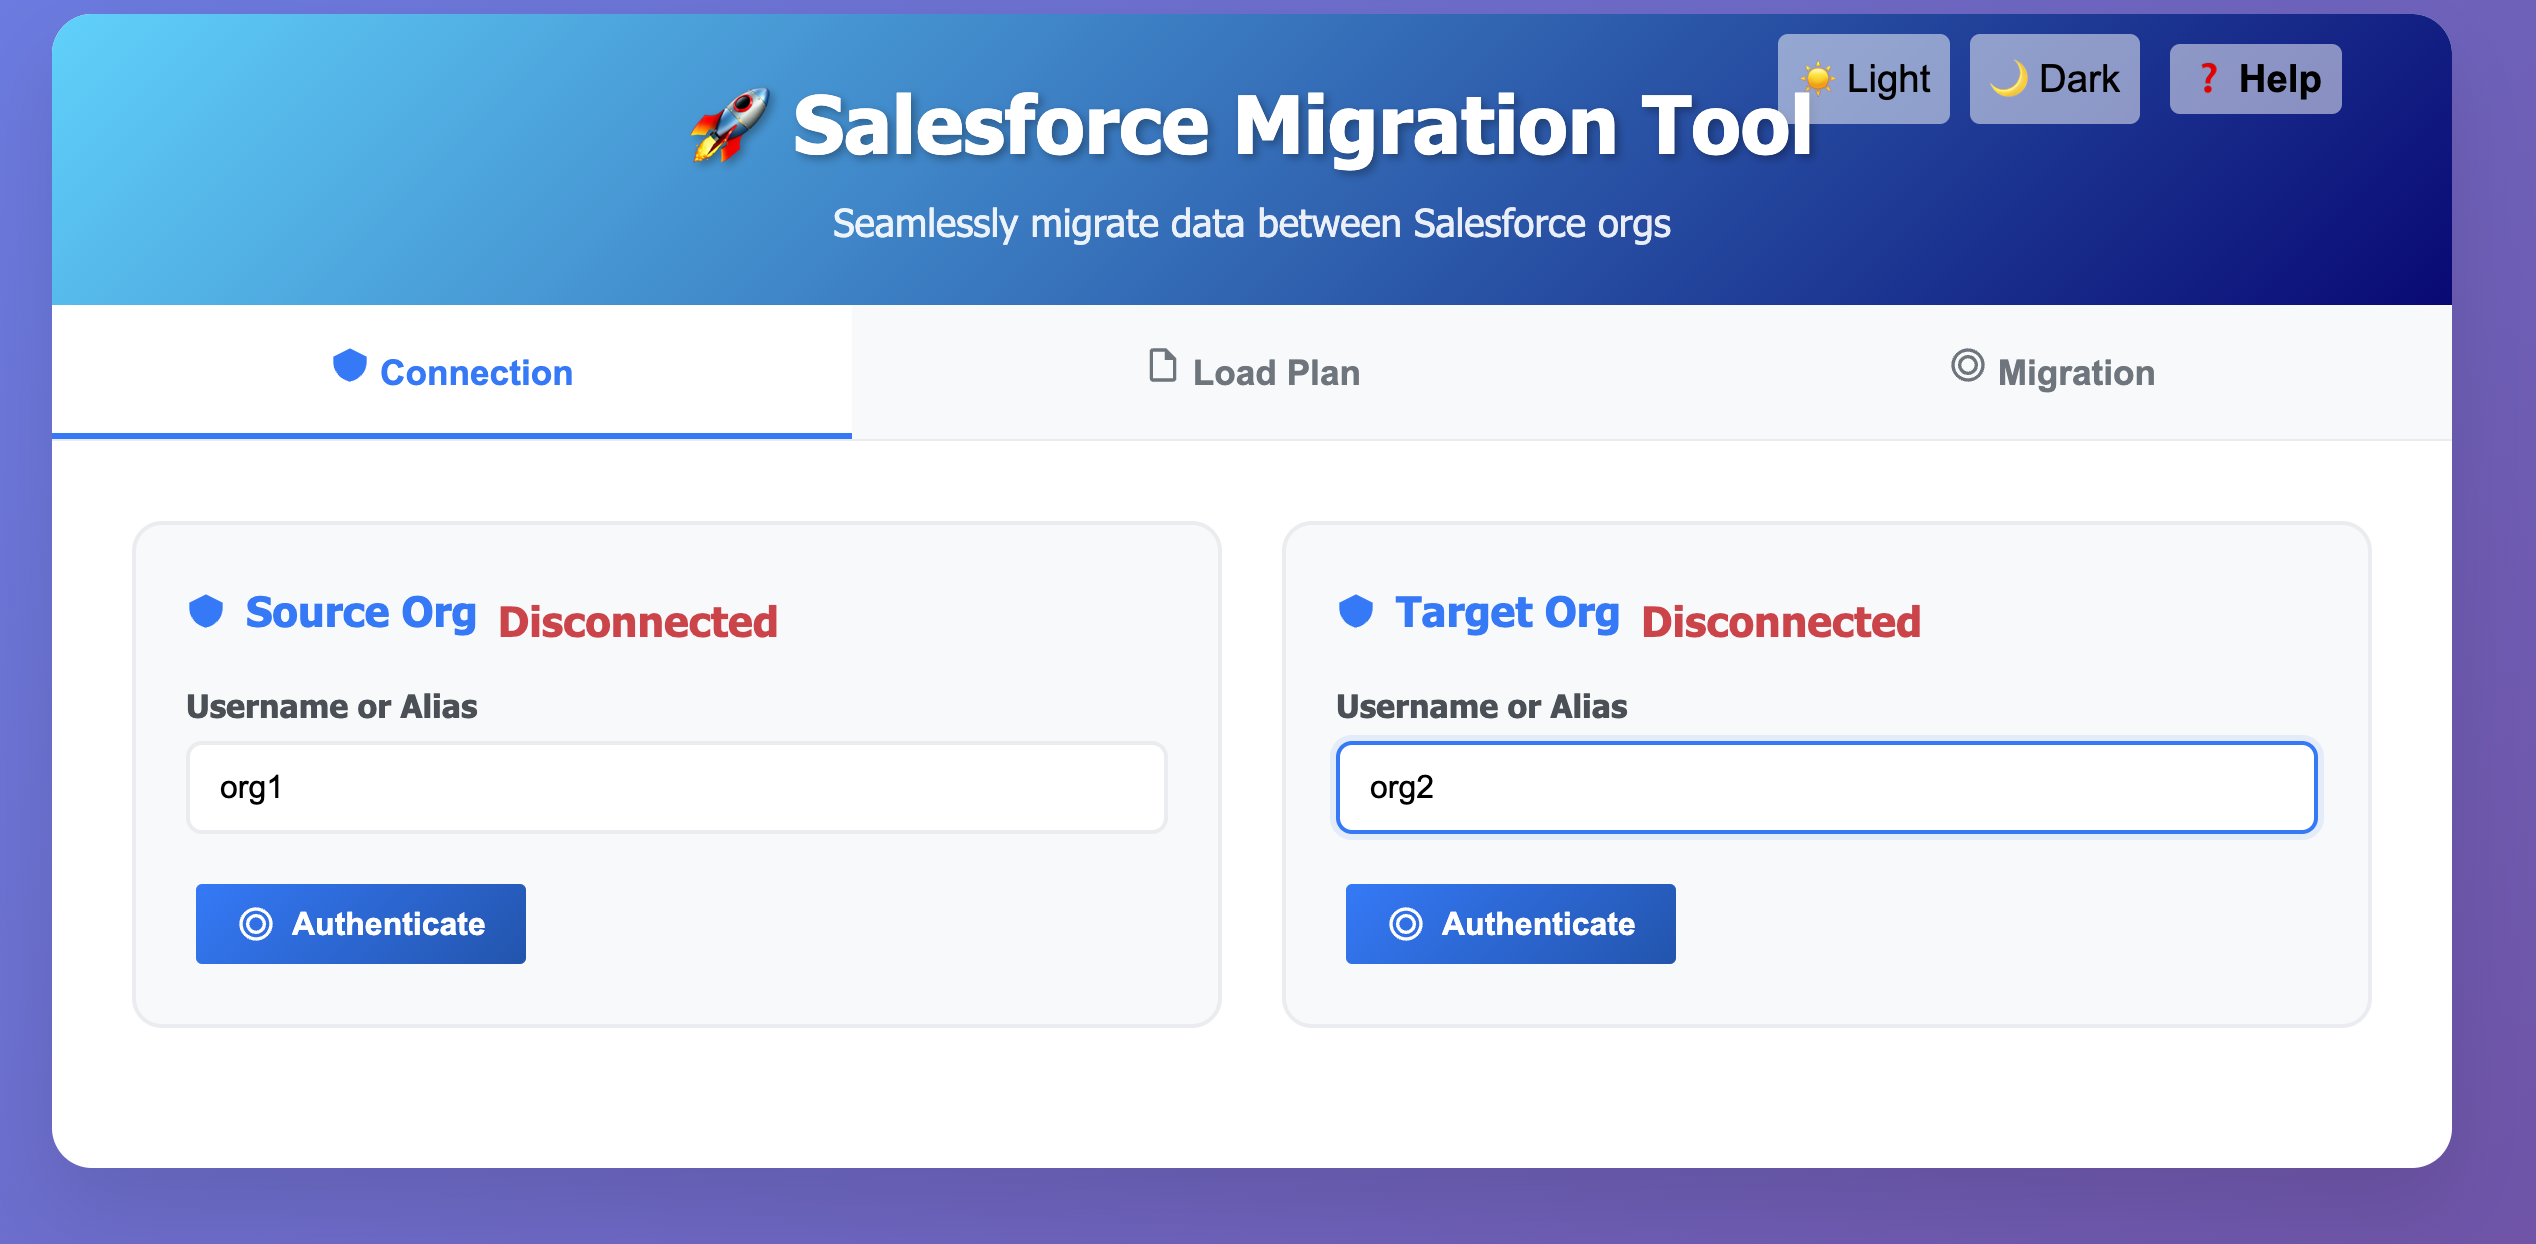 Light
Dark
Help
Salesforce Migration Tool
Seamlessly migrate data between Salesforce orgs
Connection
Load Plan
Migration
Source Org Disconnected
Username or Alias
org1
Authenticate
Target Org Disconnected
Username or Alias
org2
Authenticate